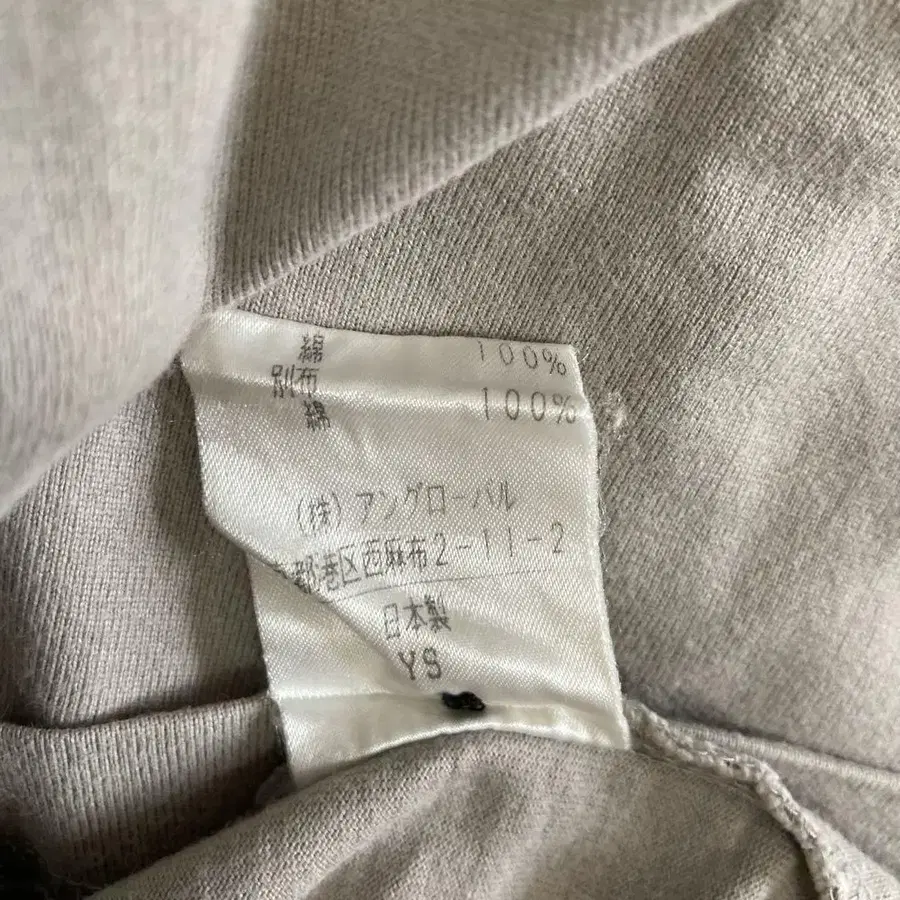 綿 100%
別布
綿 100%
(株) アングローバル
京都港区西麻布2-11-2
日本製
YS